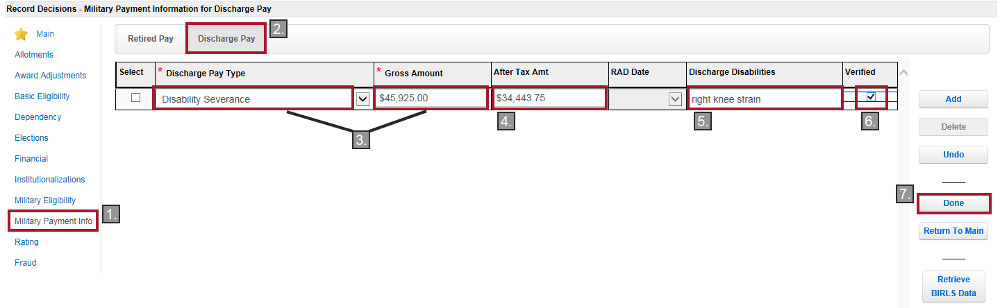 Record Decisions - Military Payment Information for Discharge Pay
Main
Allotments
Award Adjustments
Basic Eligibility
Dependency
Elections
Financial
Institutionalizations
Military Eligibility
Military Payment Info
1.
Rating
Fraud
Retired Pay
Discharge Pay
2.
Select
* Discharge Pay Type
* Gross Amount
After Tax Amt
RAD Date
Discharge Disabilities
Verified
Disability Severance
$45,925.00
$34,443.75
right knee strain
3.
4.
5.
6.
Add
Delete
Undo
7.
Done
Return To Main
Retrieve
BIRLS Data